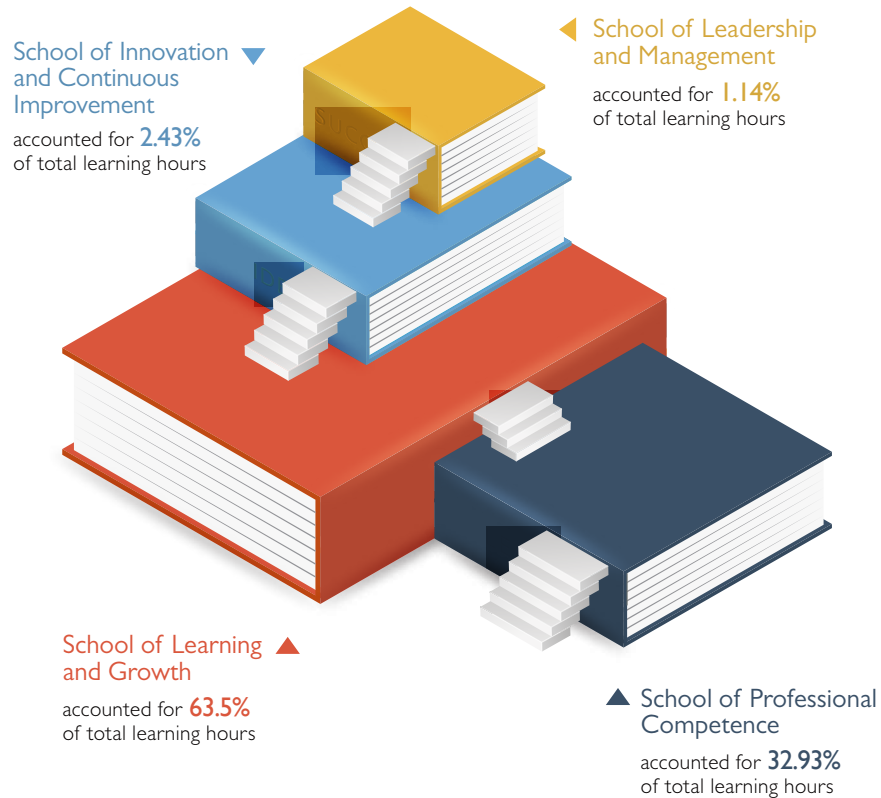 School of Innovation
and Continuous
Improvement
accounted for 2.43%
of total learning hours
School of Leadership
and Management
accounted for 1.14%
of total learning hours
School of Learning
and Growth
accounted for 63.5%
of total learning hours
School of Professional
Competence
accounted for 32.93%
of total learning hours